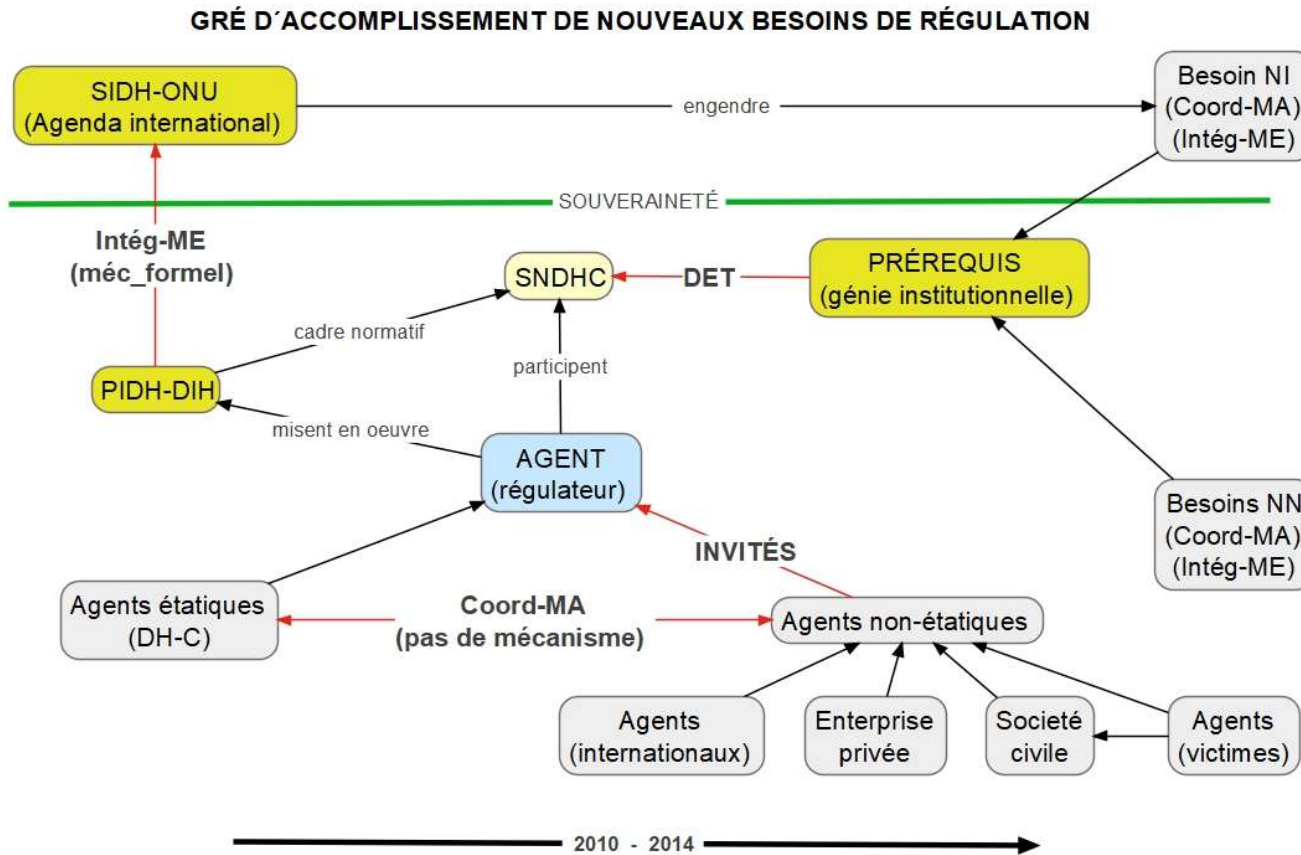 GRÉ D´ACCOMPLISSEMENT DE NOUVEAUX BESOINS DE RÉGULATION
SIDH-ONU
(Agenda international)
engendre
Besoin NI
(Coord-MA)
(Intég-ME)
SOUVERAINETÉ
Intég-ME
(méc_formel)
SNDHC
DET
PRÉREQUIS
(génie institutionnelle)
cadre normatif
participent
PIDH-DIH
misent en oeuvre
AGENT
(régulateur)
Besoins NN
(Coord-MA)
(Intég-ME)
INVITÉS
Agents étatiques
(DH-C)
Coord-MA
(pas de mécanisme)
Agents non-étatiques
Agents
(internationaux)
Enterprise
privée
Societé
civile
Agents
(victimes)
2010 - 2014